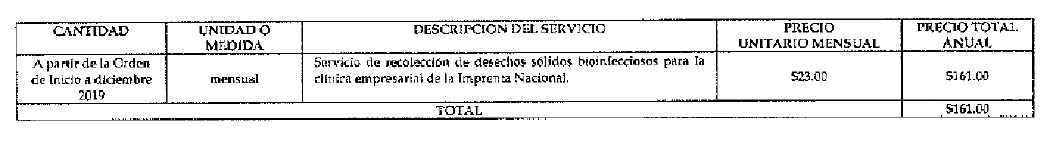 CANTIDAD
UNIDAD O
MEDIDA
DESCRIPCION DEL SERVICIO
PRECIO
UNITARIO MENSUAL
PRECIO TOTAL
ANUAL
A partir de la Orden
de Inicio a diciembre
2019
mensual
Servicio de recolección de desechos sólidos bioinfecciosos para la
clínica empresarial de la Imprenta Nacional.
$23.00
$161.00
TOTAL
$161.00